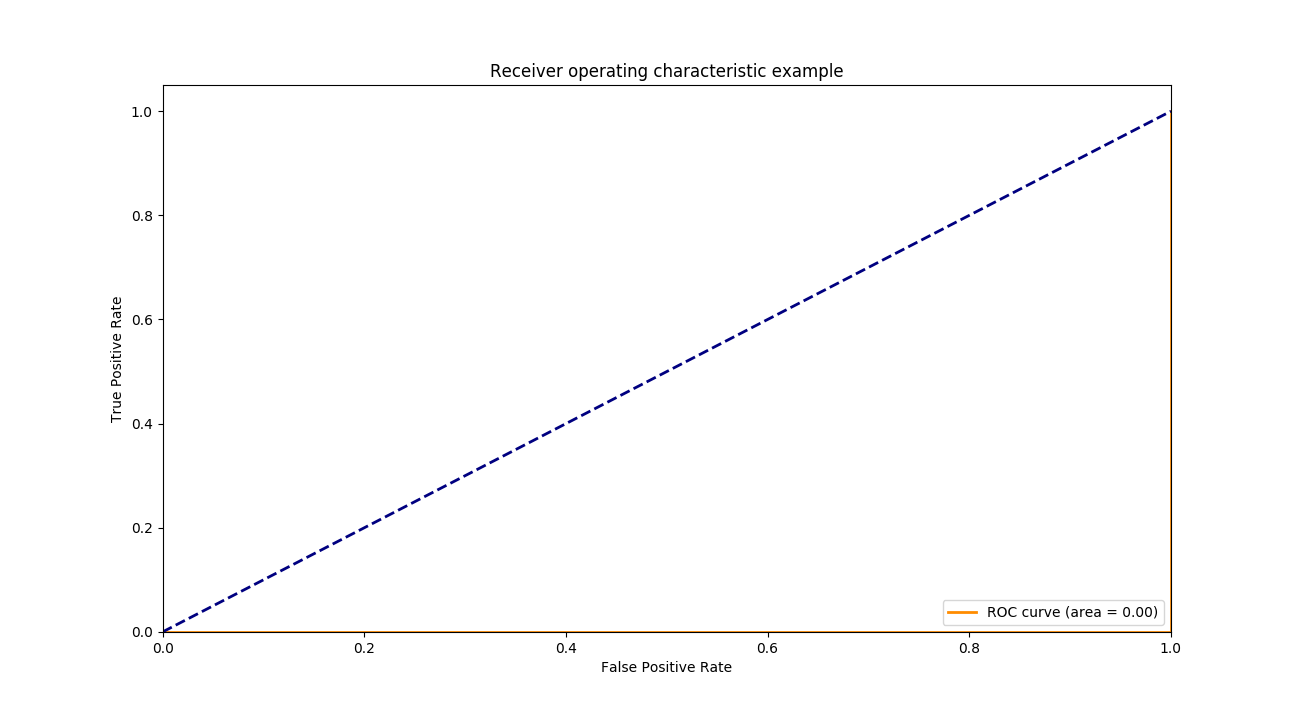 Receiver operating characteristic example
1.0
0.8
0.6
0.4
0.2
0.0
True Positive Rate
ROC curve (area = 0.00)
0.0 0.2 0.4 0.6 0.8 1.0
False Positive Rate